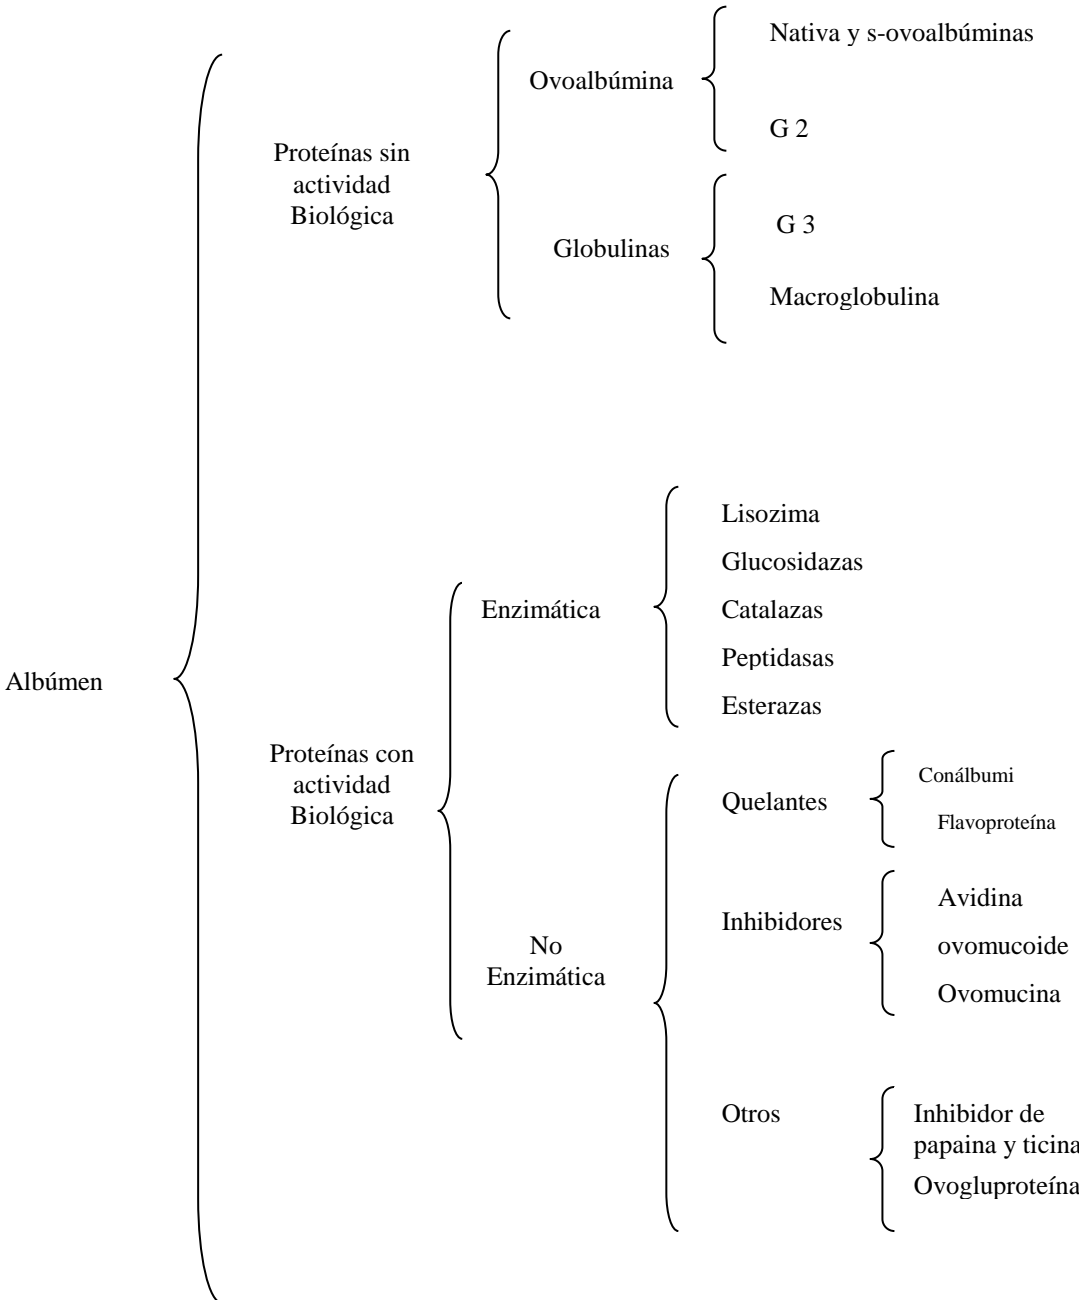 Nativa y s-ovoalbúminas
Ovoalbúmina
G 2
Proteínas sin
actividad
Biológica
G 3
Globulinas
Macroglobulina
Lisozima
Glucosidazas
Enzimática
Catalazas
Peptidasas
Albúmen
Esterazas
Proteínas con
actividad
Biológica
Quelantes
Conálbumi
Flavoproteína
Avidina
Inhibidores
ovomucoide
No
Enzimática
Ovomucina
Otros
Inhibidor de
papaina y ticina
Ovogluproteína